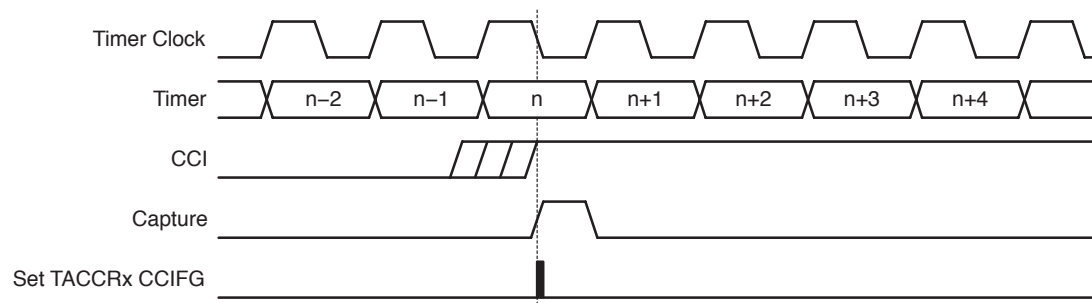 Timer Clock
Timer
n−2 n−1 n n+1 n+2 n+3 n+4
CCI
Capture
Set TACCRx CCIFG